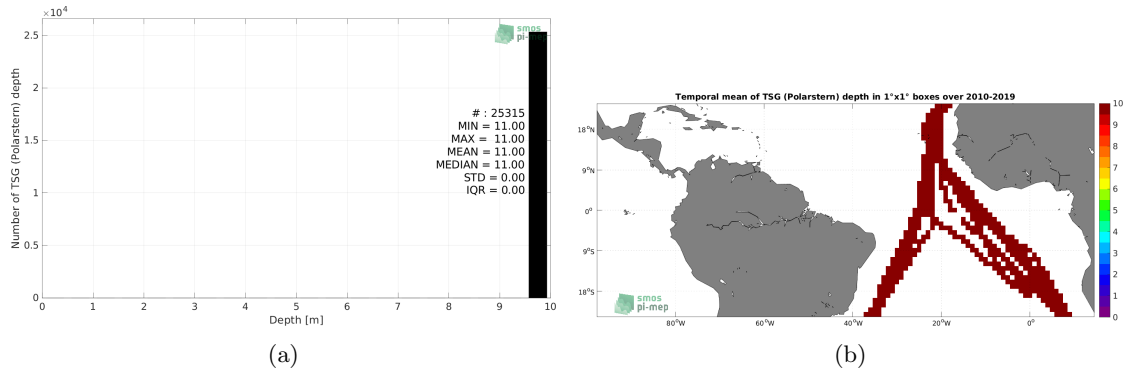 ×10⁴
2.5
2
1.5
1
0.5
0
Number of TSG (Polarstern) depth
smos
pi-mep
# : 25315
MIN = 11.00
MAX = 11.00
MEAN = 11.00
MEDIAN = 11.00
STD = 0.00
IQR = 0.00
0 1 2 3 4 5 6 7 8 9 10
Depth [m]
(a)
Temporal mean of TSG (Polarstern) depth in 1°x1° boxes over 2010-2019
18°N
9°N
0°
9°S
18°S
80°W 60°W 40°W 20°W 0°
smos
pi-mep
10
9
8
7
6
5
4
3
2
1
0
(b)